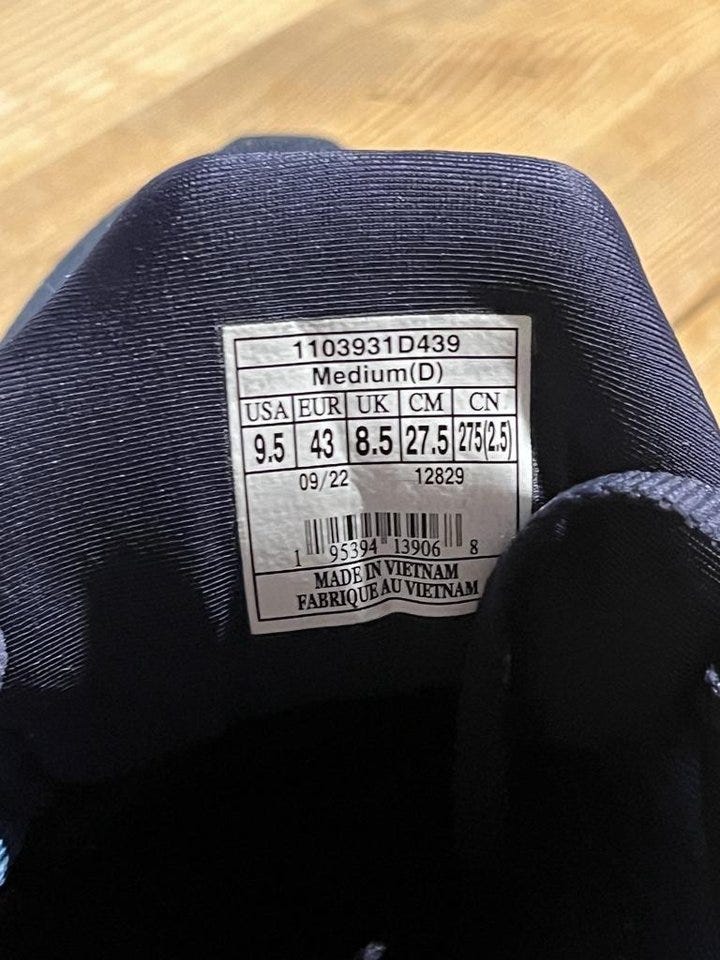 1103931D439
Medium(D)
USA EUR UK CM CN
9.5 43 8.5 27.5 275(2.5)
09/22 12829
1 95394 13906 8
MADE IN VIETNAM
FABRIQUE AU VIETNAM